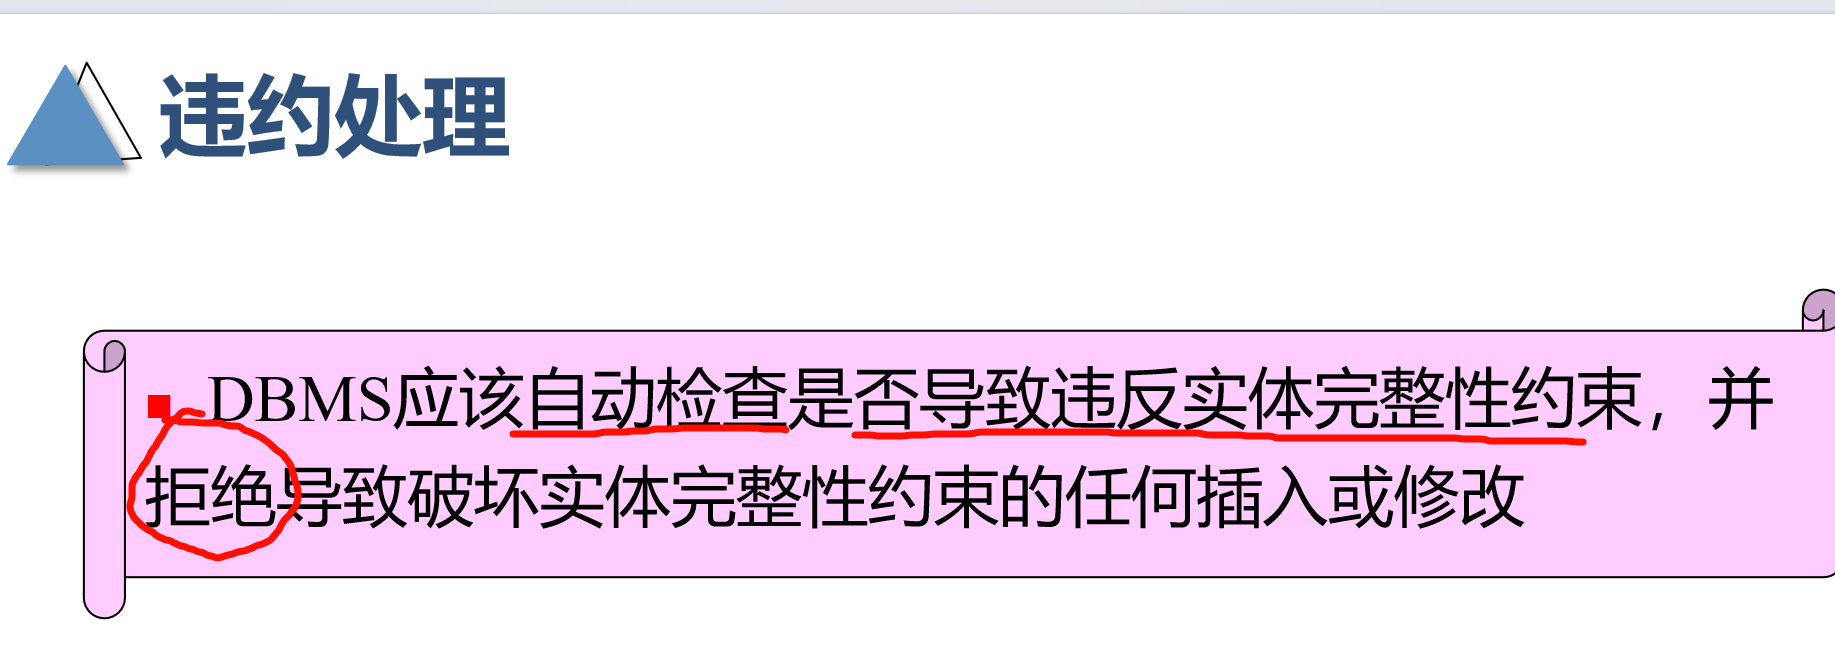 违约处理
DBMS应该自动检查是否导致违反实体完整性约束，并
拒绝导致破坏实体完整性约束的任何插入或修改